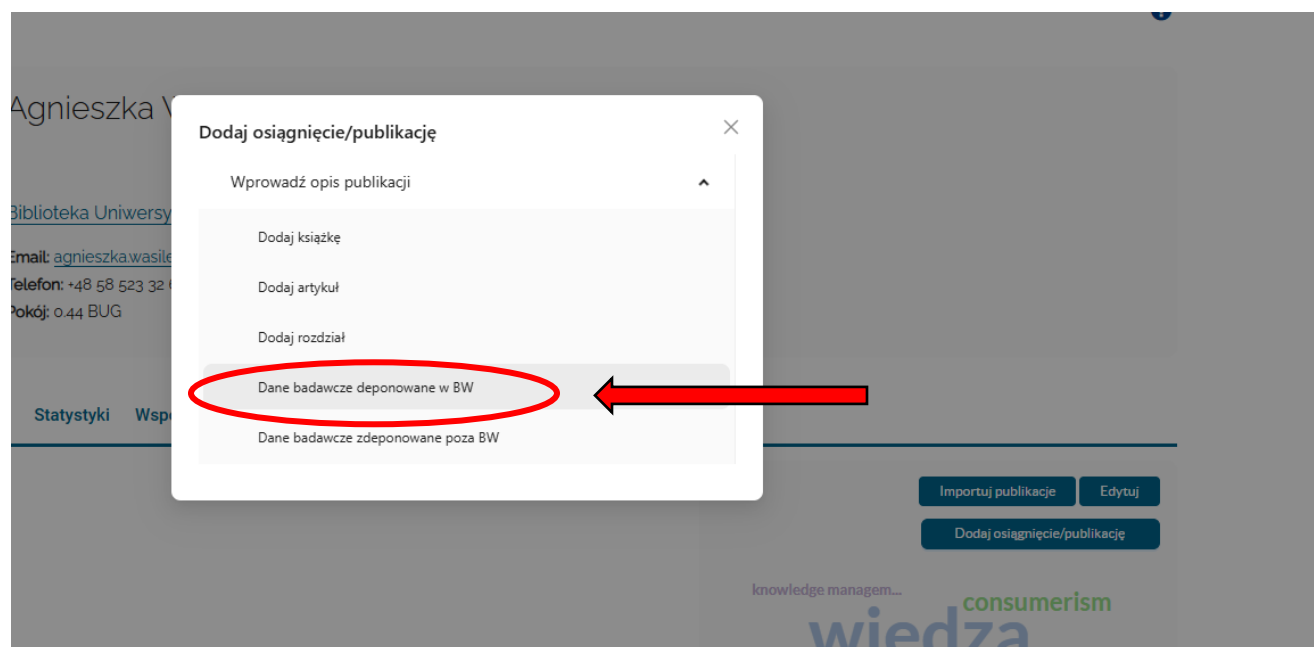 Agnieszka
Dodaj osiągnięcie/publikację
Wprowadź opis publikacji
Biblioteka Uniwersy
Dodaj książkę
Email: agnieszka.wasile
Telefon: +48 58 523 32
Dodaj artykuł
Pokój: 0.44 BUG
Dodaj rozdział
Dane badawcze deponowane w BW
Statystyki Wspó
Dane badawcze zdeponowane poza BW
Importuj publikacje Edytuj
Dodaj osiągnięcie/publikację
knowledge managem...
consumerism
wiedza